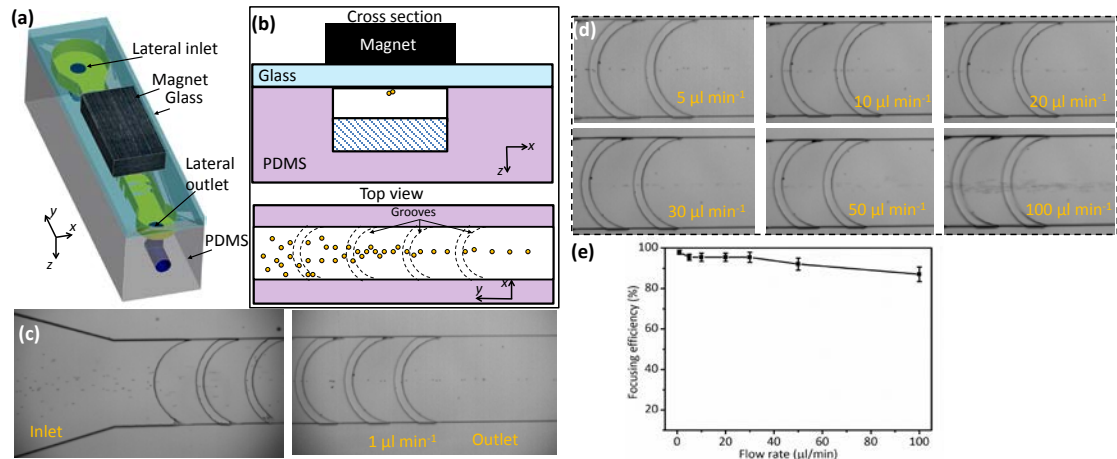 (a)
Lateral inlet
Magnet
Glass
Lateral
outlet
PDMS
y
x
z
(b)
Cross section
Magnet
Glass
PDMS
x
z
Top view
Grooves
x
y
(c)
Inlet
1 µl min⁻¹
Outlet
(d)
5 µl min⁻¹
10 µl min⁻¹
20 µl min⁻¹
30 µl min⁻¹
50 µl min⁻¹
100 µl min⁻¹
(e)
Focusing efficiency (%)
100
80
60
40
20
0
20
40
60
80
100
Flow rate (µl/min)